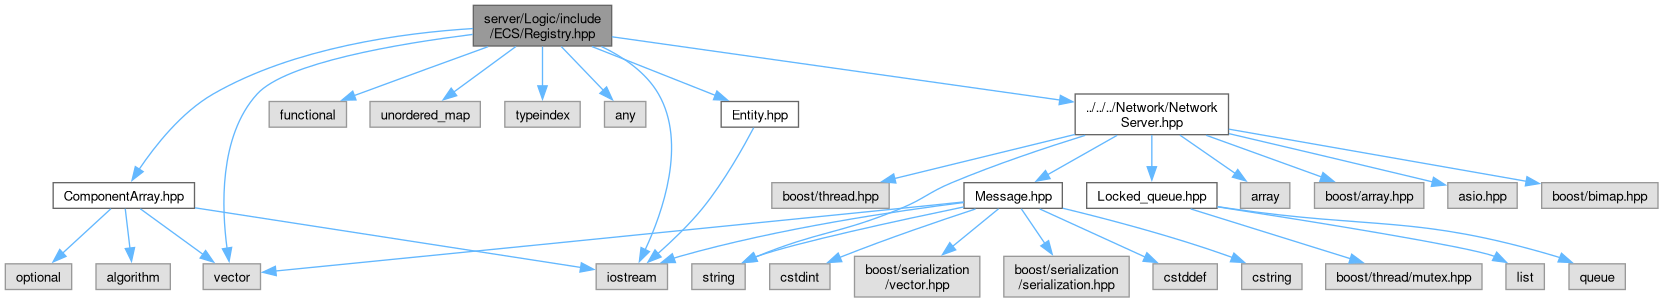 server/Logic/include
/ECS/Registry.hpp
functional
unordered_map
typeindex
any
Entity.hpp
../../../Network/Network
Server.hpp
ComponentArray.hpp
boost/thread.hpp
Message.hpp
Locked_queue.hpp
array
boost/array.hpp
asio.hpp
boost/bimap.hpp
optional
algorithm
vector
iostream
string
cstdint
boost/serialization
/vector.hpp
boost/serialization
/serialization.hpp
cstddef
cstring
boost/thread/mutex.hpp
list
queue